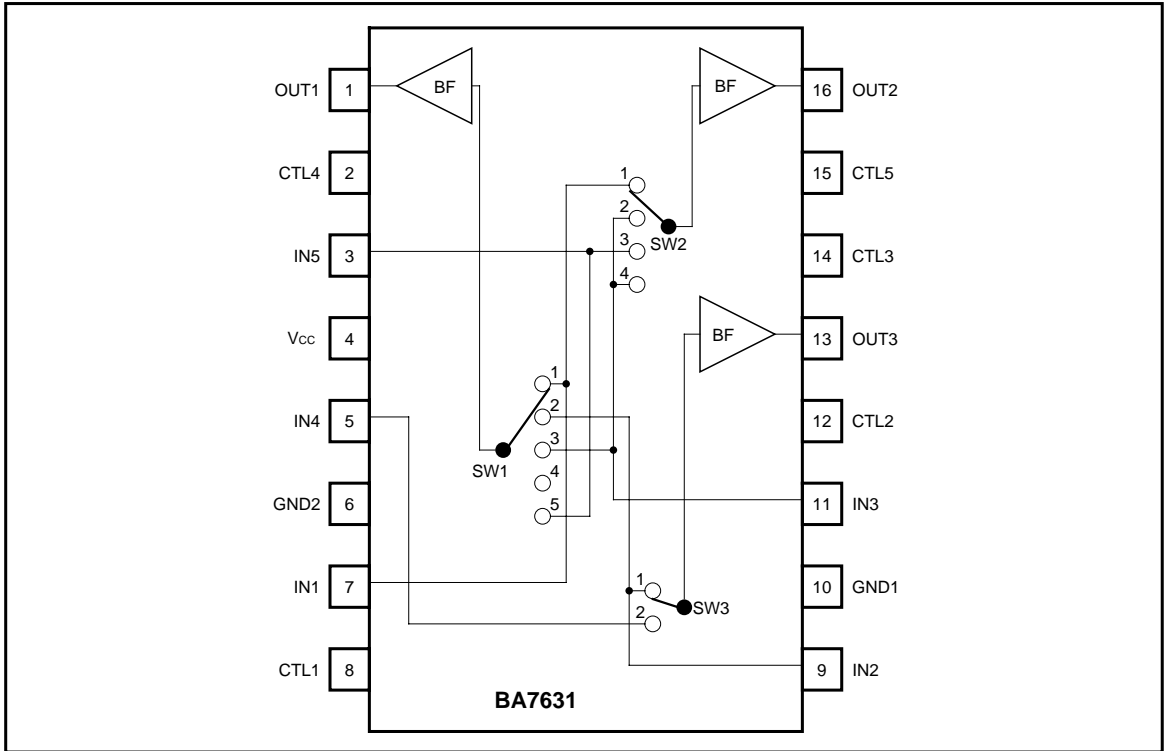 OUT1 1 BF BF 16 OUT2
CTL4 2 15 CTL5
1
2
SW2
3
4
IN5 3 14 CTL3
Vcc 4 BF 13 OUT3
1
2
3
4
5
SW1
IN4 5 12 CTL2
GND2 6 11 IN3
IN1 7 10 GND1
1
2
SW3
CTL1 8 9 IN2
BA7631